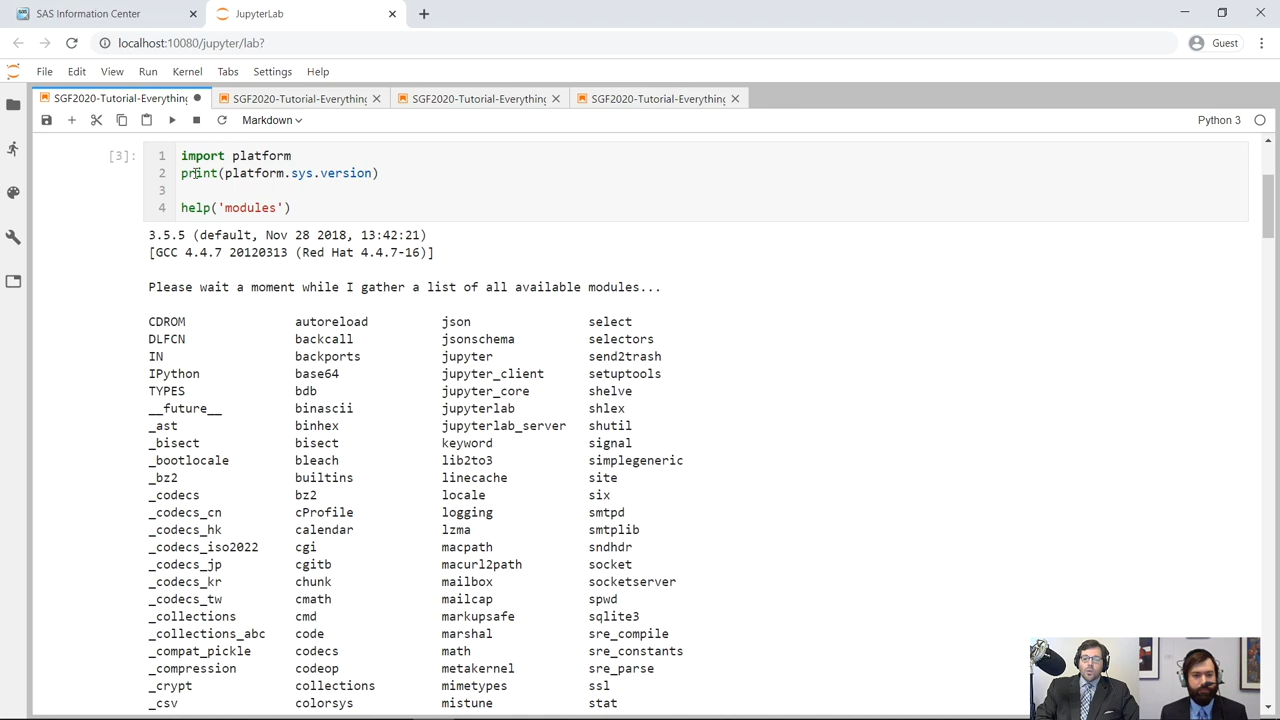 SAS Information Center
JupyterLab
localhost:10080/jupyter/lab?
Guest
File Edit View Run Kernel Tabs Settings Help
SGF2020-Tutorial-Everything
SGF2020-Tutorial-Everything
SGF2020-Tutorial-Everything
SGF2020-Tutorial-Everything
Markdown
Python 3
[3]:
1 import platform
2 print(platform.sys.version)
3
4 help('modules')
3.5.5 (default, Nov 28 2018, 13:42:21)
[GCC 4.4.7 20120313 (Red Hat 4.4.7-16)]
Please wait a moment while I gather a list of all available modules...
CDROM autoreload json select
DLFCN backcall jsonschema selectors
IN backports jupyter send2trash
IPython base64 jupyter_client setuptools
TYPES bdb jupyter_core shelve
__future__ binascii jupyterlab shlex
_ast binhex jupyterlab_server shutil
_bisect bisect keyword signal
_bootlocale bleach lib2to3 simplegeneric
_bz2 builtins linecache site
_codecs bz2 locale six
_codecs_cn cProfile logging smtpd
_codecs_hk calendar lzma smtplib
_codecs_iso2022 cgi macpath sndhdr
_codecs_jp cgitb macurl2path socket
_codecs_kr chunk mailbox socketserver
_codecs_tw cmath mailcap spwd
_collections cmd markupsafe sqlite3
_collections_abc code marshal sre_compile
_compat_pickle codecs math sre_constants
_compression codeop metakernel sre_parse
_crypt collections mimetypes ssl
_csv colorsys mistune stat